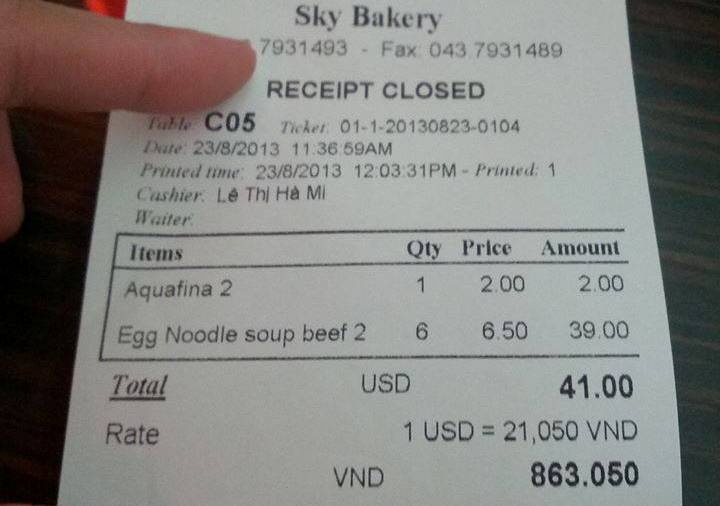 Sky Bakery
7931493 - Fax: 043.7931489
RECEIPT CLOSED
Table: C05 Ticker: 01-1-20130823-0104
Date: 23/8/2013 11:36:59AM
Printed time: 23/8/2013 12:03:31PM - Printed: 1
Cashier: Lê Thị Hà Mi
Waiter:
Items Qty Price Amount
Aquafina 2 1 2.00 2.00
Egg Noodle soup beef 2 6 6.50 39.00
Total USD 41.00
Rate 1 USD = 21,050 VND
VND 863.050